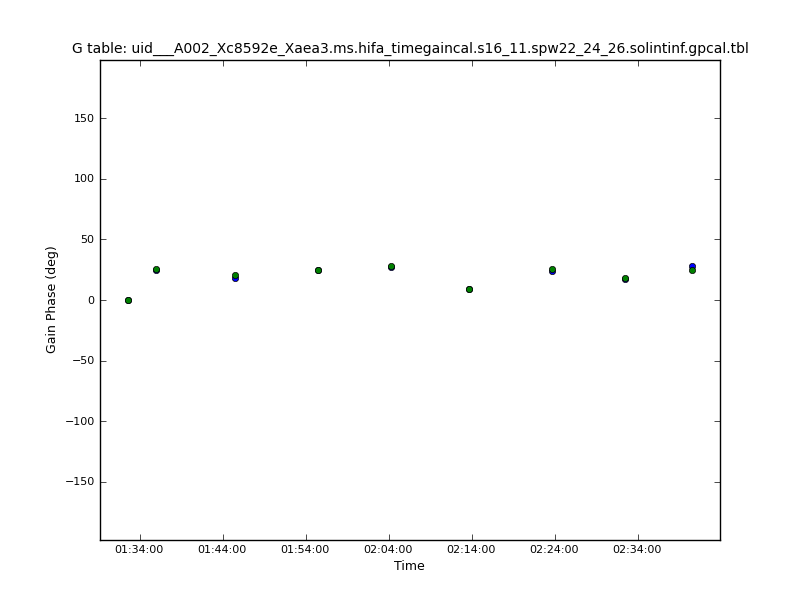 G table: uid___A002_Xc8592e_Xaea3.ms.hifa_timegaincal.s16_11.spw22_24_26.solintinf.gpcal.tbl
150
100
50
0
−50
−100
−150
Gain Phase (deg)
01:34:00 01:44:00 01:54:00 02:04:00 02:14:00 02:24:00 02:34:00
Time